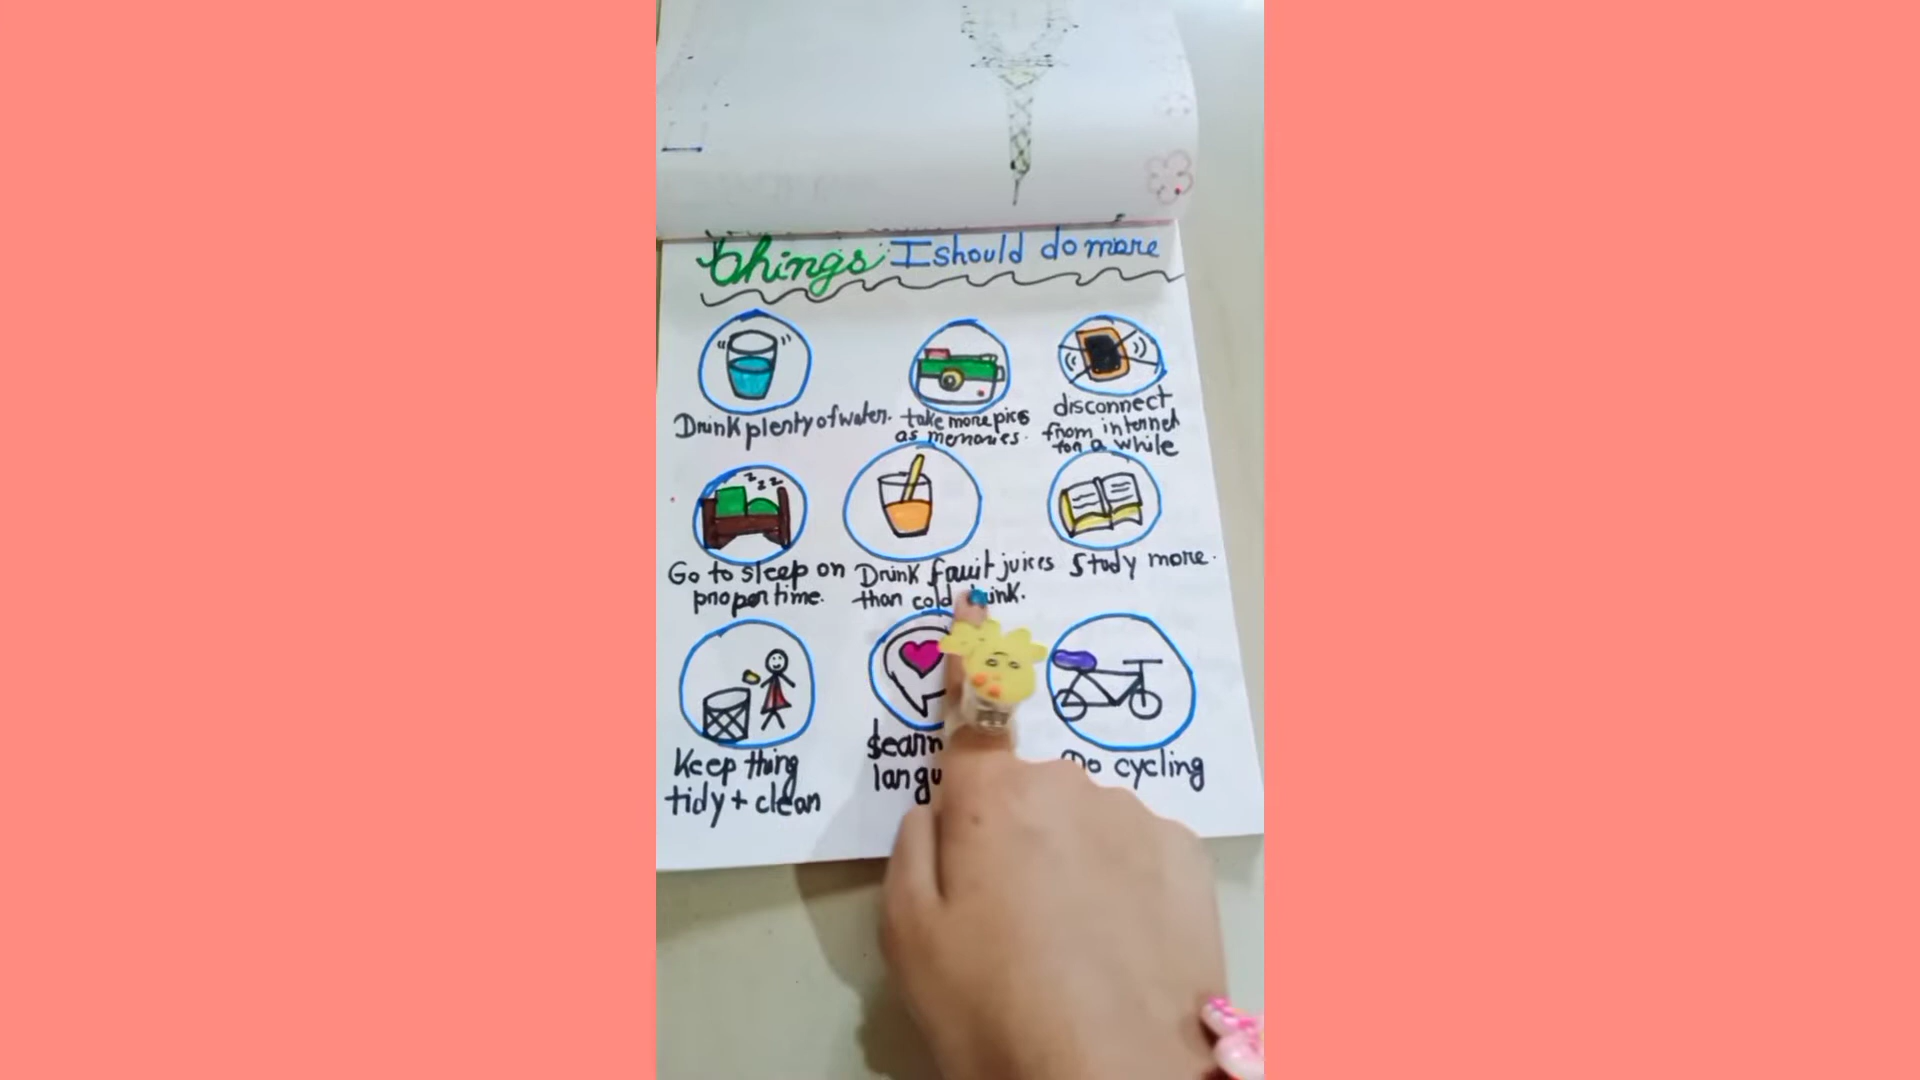 things I should do more
Drink plenty of water.
take more pics
as memories.
disconnect
from internet
for a while
Go to sleep on
proper time.
Drink fruit juices
than cold drink.
Study more.
Keep thing
tidy + clean
Do cycling